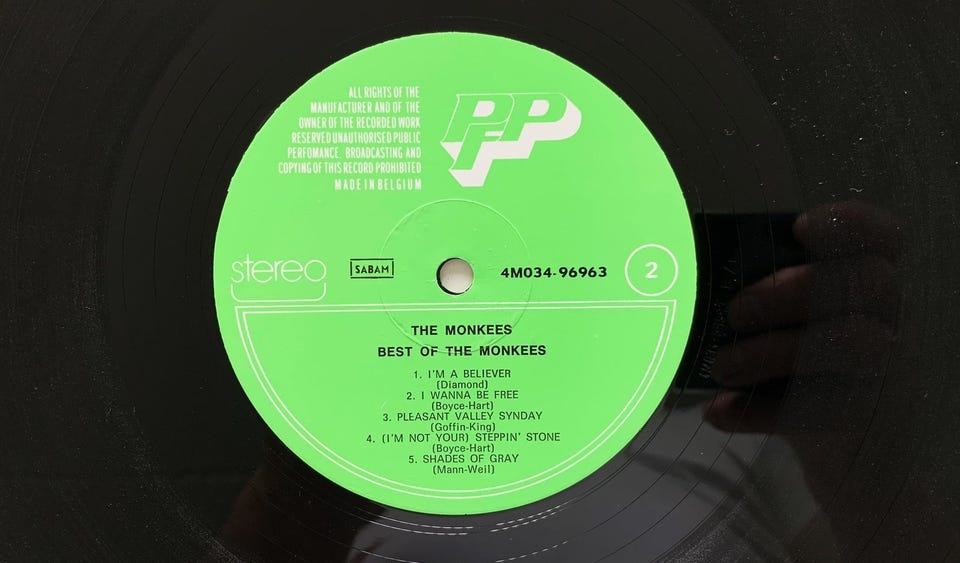 ALL RIGHTS OF THE
MANUFACTURER AND OF THE
OWNER OF THE RECORDED WORK
RESERVED UNAUTHORISED PUBLIC
PERFOMANCE, BROADCASTING AND
COPYING OF THIS RECORD PROHIBITED
MADE IN BELGIUM
PFP
stereo
SABAM
4M034-96963
2
THE MONKEES
BEST OF THE MONKEES
1. I'M A BELIEVER
(Diamond)
2. I WANNA BE FREE
(Boyce-Hart)
3. PLEASANT VALLEY SYNDAY
(Goffin-King)
4. (I'M NOT YOUR) STEPPIN' STONE
(Boyce-Hart)
5. SHADES OF GRAY
(Mann-Weil)